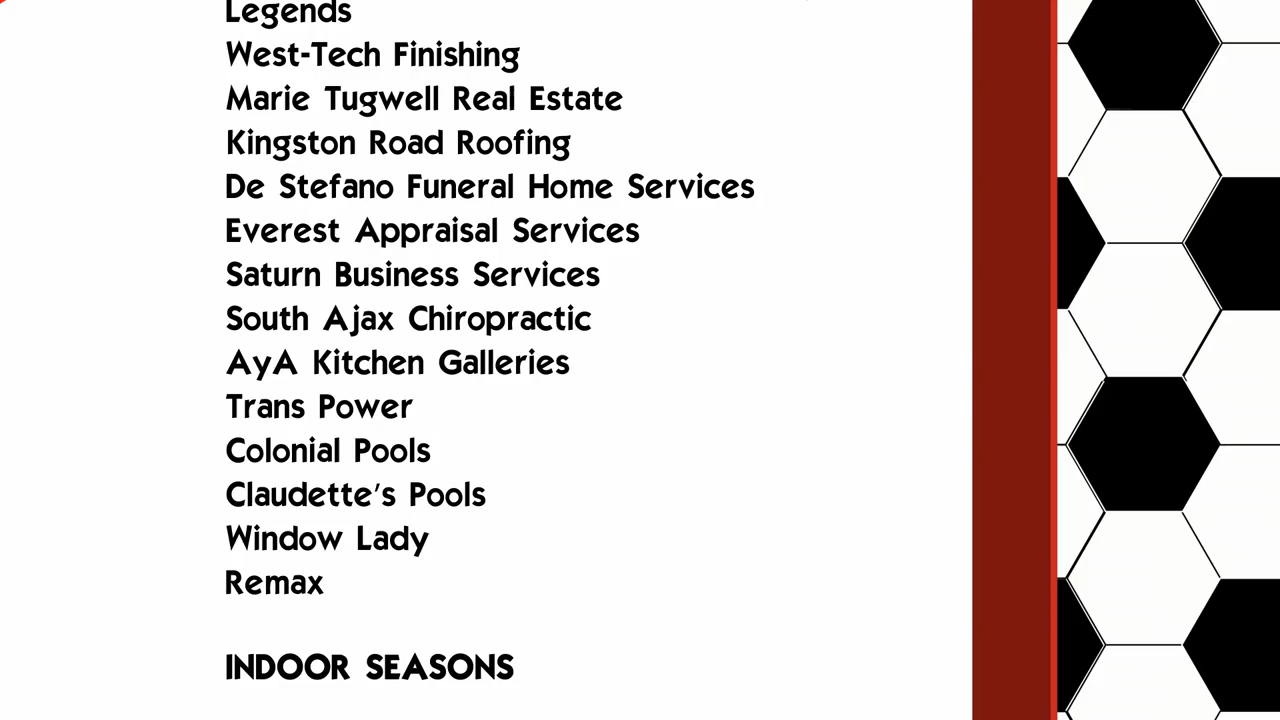 Legends
West-Tech Finishing
Marie Tugwell Real Estate
Kingston Road Roofing
De Stefano Funeral Home Services
Everest Appraisal Services
Saturn Business Services
South Ajax Chiropractic
AyA Kitchen Galleries
Trans Power
Colonial Pools
Claudette's Pools
Window Lady
Remax
INDOOR SEASONS